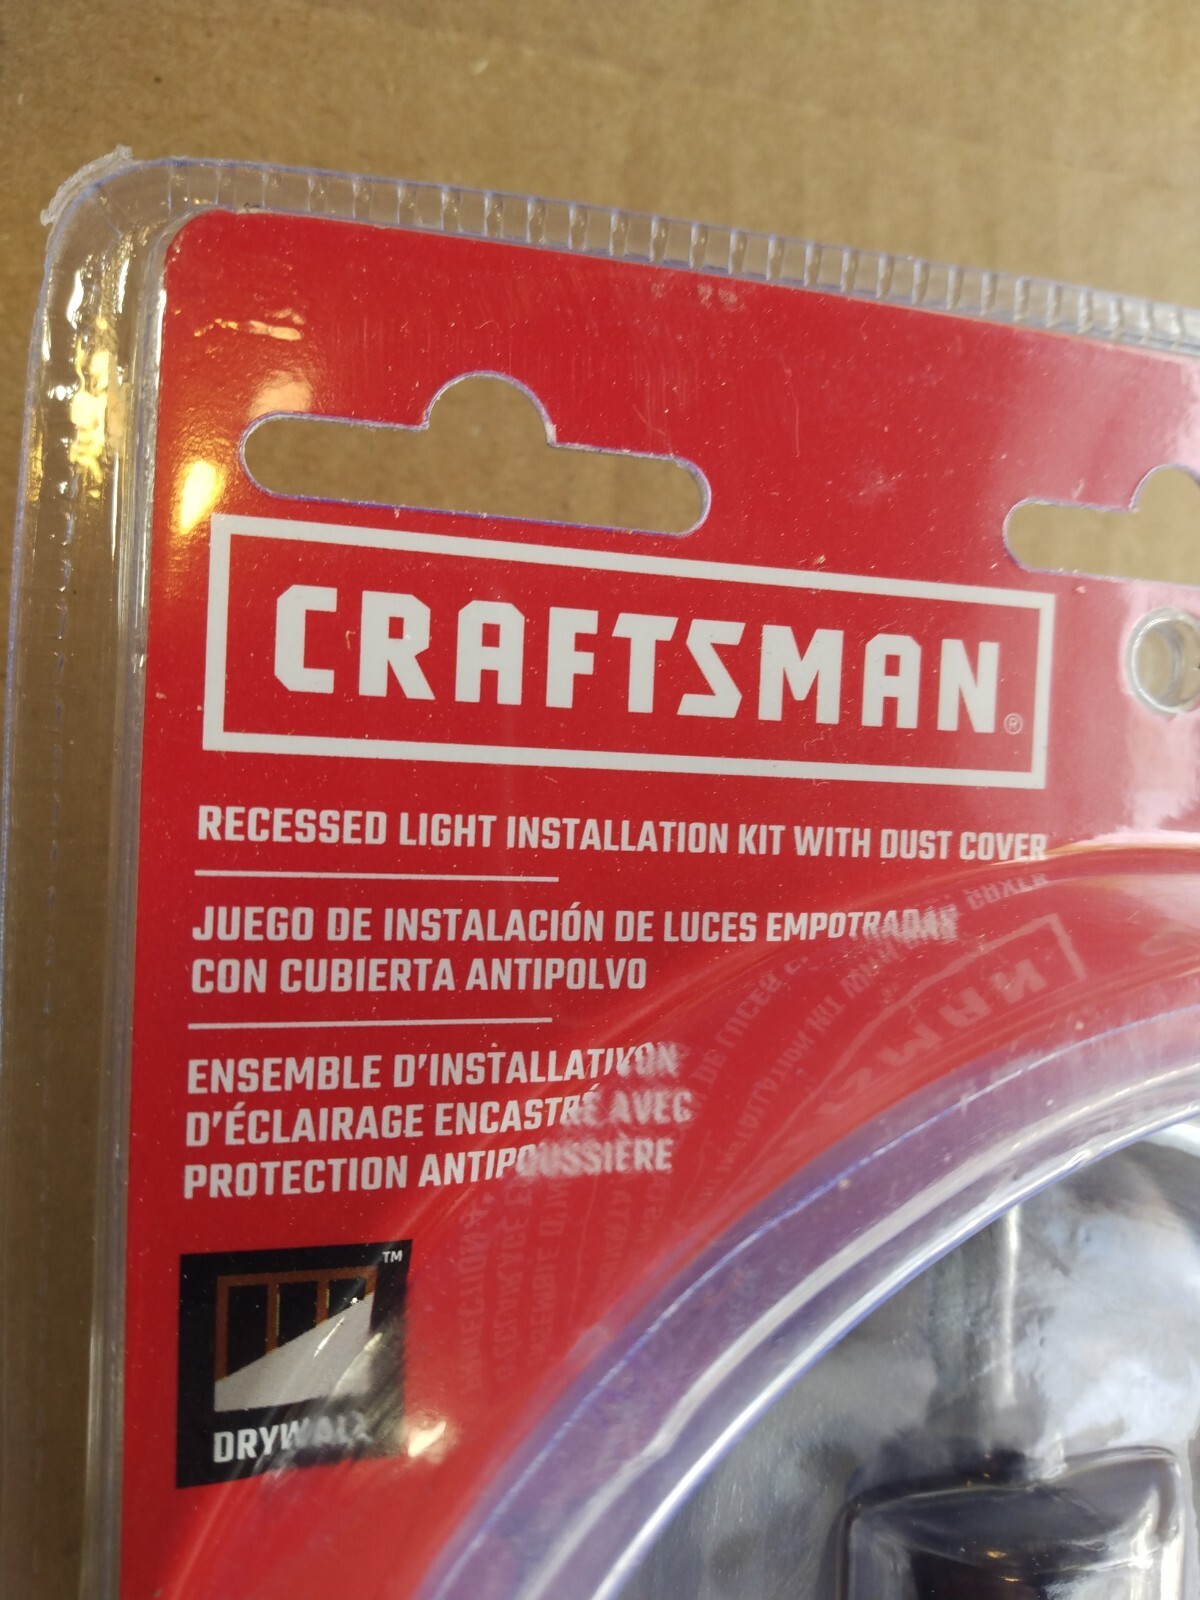 CRAFTSMAN®
RECESSED LIGHT INSTALLATION KIT WITH DUST COVER
JUEGO DE INSTALACIÓN DE LUCES EMPOTRADAS
CON CUBIERTA ANTIPOLVO
ENSEMBLE D'INSTALLATION
D'ÉCLAIRAGE ENCASTRÉ AVEC
PROTECTION ANTIPOUSSIÈRE
™
DRYWALL